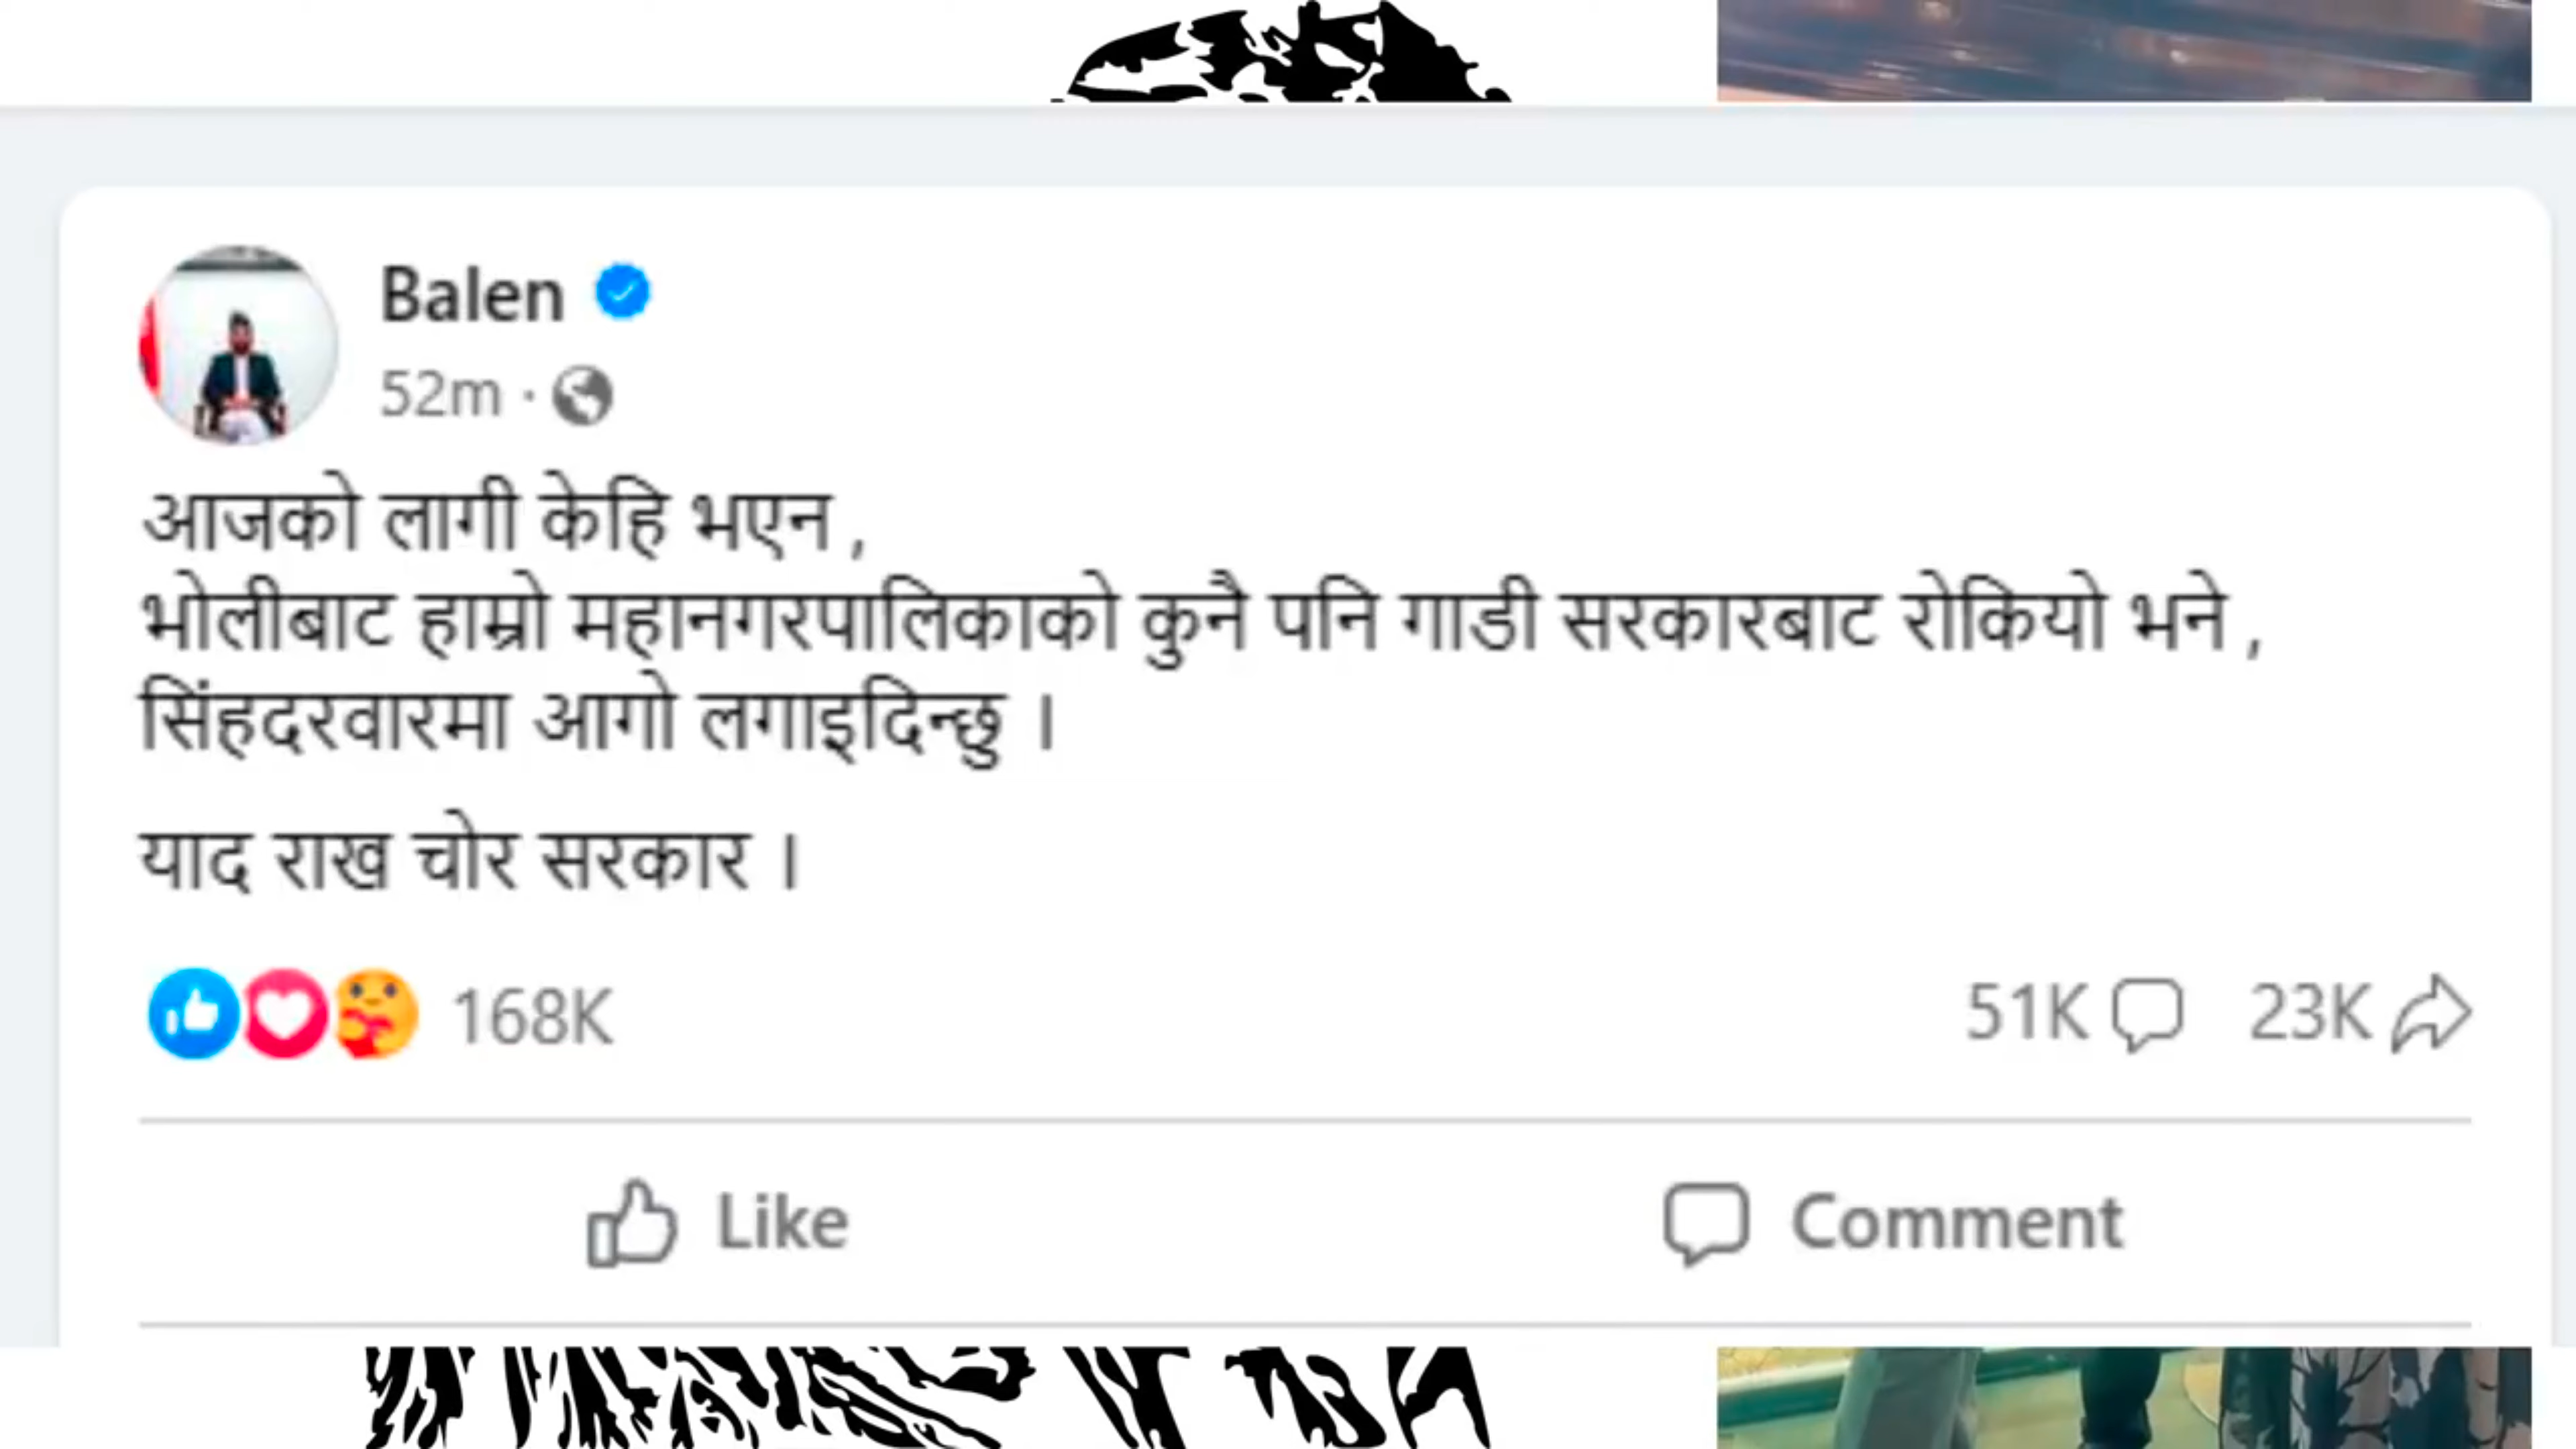 Balen
52m ·
आजको लागी केहि भएन ,
भोलीबाट हाम्रो महानगरपालिकाको कुनै पनि गाडी सरकारबाट रोकियो भने ,
सिंहदरवारमा आगो लगाइदिन्छु ।
याद राख चोर सरकार ।
168K 51K 23K
Like Comment